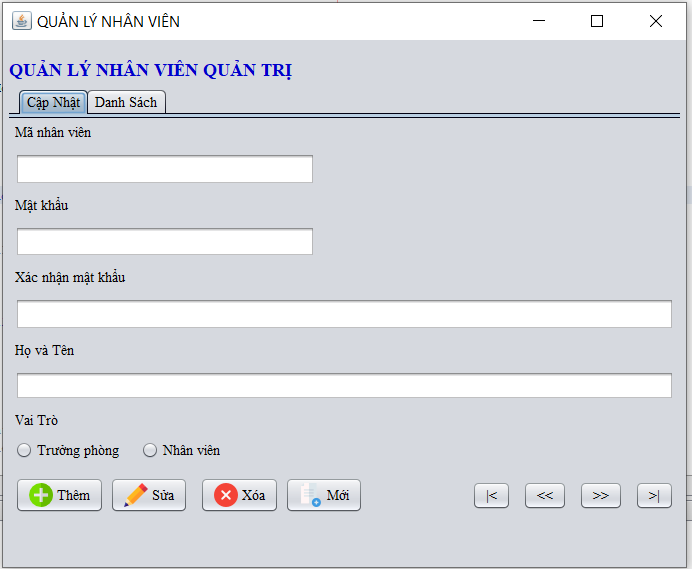 QUẢN LÝ NHÂN VIÊN
QUẢN LÝ NHÂN VIÊN QUẢN TRỊ
Cập Nhật Danh Sách
Mã nhân viên
Mật khẩu
Xác nhận mật khẩu
Họ và Tên
Vai Trò
Trưởng phòng Nhân viên
Thêm Sửa Xóa Mới |< << >> >|